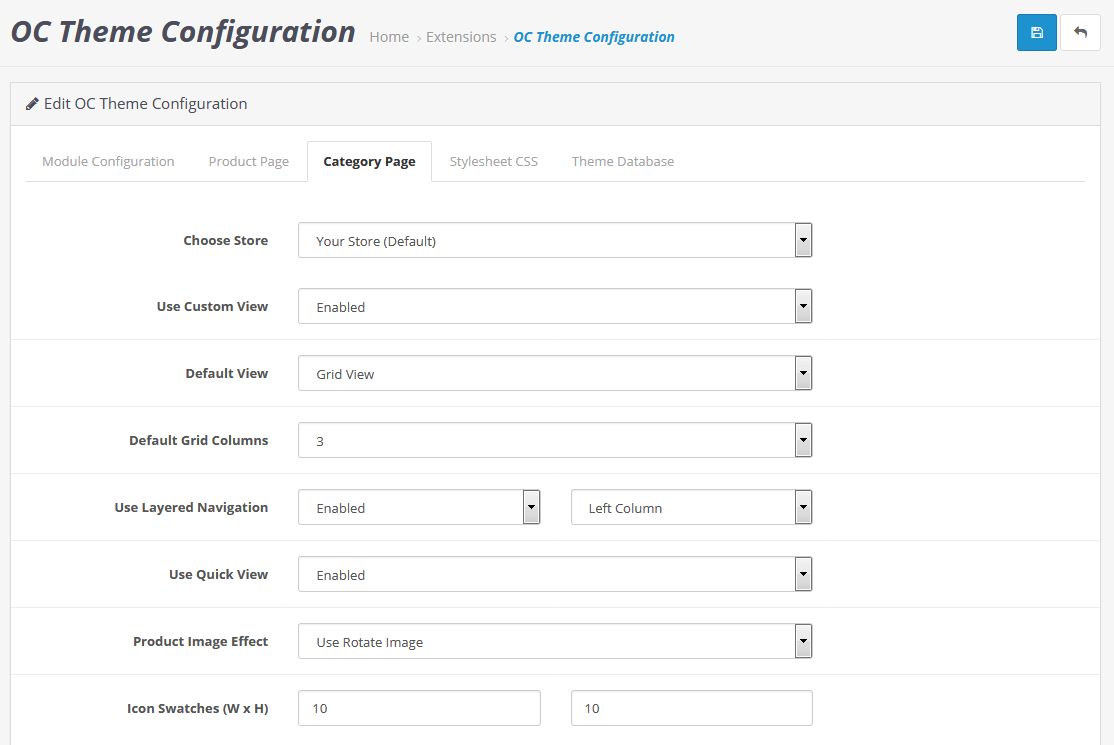 OC Theme Configuration Home › Extensions › OC Theme Configuration
Edit OC Theme Configuration
Module Configuration Product Page Category Page Stylesheet CSS Theme Database
Choose Store Your Store (Default)
Use Custom View Enabled
Default View Grid View
Default Grid Columns 3
Use Layered Navigation Enabled Left Column
Use Quick View Enabled
Product Image Effect Use Rotate Image
Icon Swatches (W x H) 10 10